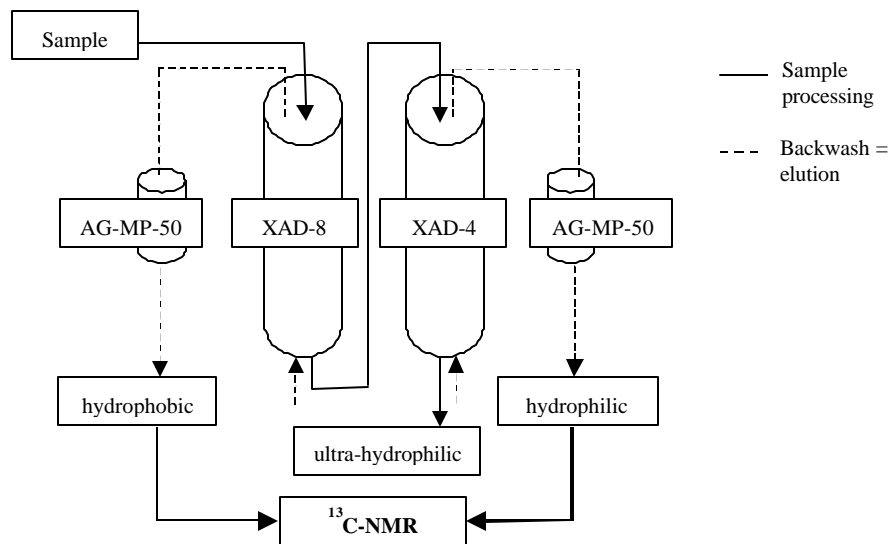 Sample
Sample
processing
Backwash =
elution
AG-MP-50
XAD-8
XAD-4
AG-MP-50
hydrophobic
hydrophilic
ultra-hydrophilic
¹³C-NMR